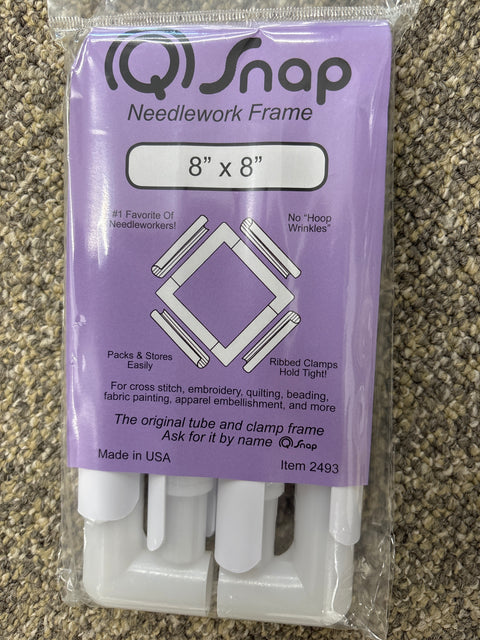 Q Snap
Needlework Frame
8" x 8"
#1 Favorite Of
Needleworkers!
No "Hoop
Wrinkles"
Packs & Stores
Easily
Ribbed Clamps
Hold Tight!
For cross stitch, embroidery, quilting, beading,
fabric painting, apparel embellishment, and more
The original tube and clamp frame
Ask for it by name Q Snap
Made in USA
Item 2493